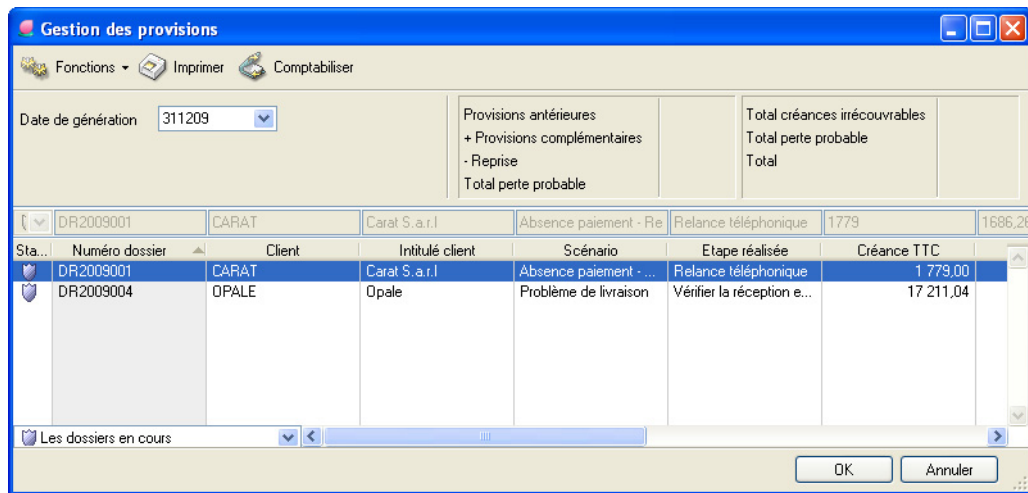 Gestion des provisions
Fonctions Imprimer Comptabiliser
Date de génération 311209
Provisions antérieures
+ Provisions complémentaires
- Reprise
Total perte probable
Total créances irrécouvrables
Total perte probable
Total
DR2009001 CARAT Carat S.a.r.l Absence paiement - Re Relance téléphonique 1779 1686,26
Sta... Numéro dossier Client Intitulé client Scénario Etape réalisée Créance TTC
DR2009001 CARAT Carat S.a.r.l Absence paiement - ... Relance téléphonique 1 779,00
DR2009004 OPALE Opale Problème de livraison Vérifier la réception e... 17 211,04
Les dossiers en cours
OK Annuler